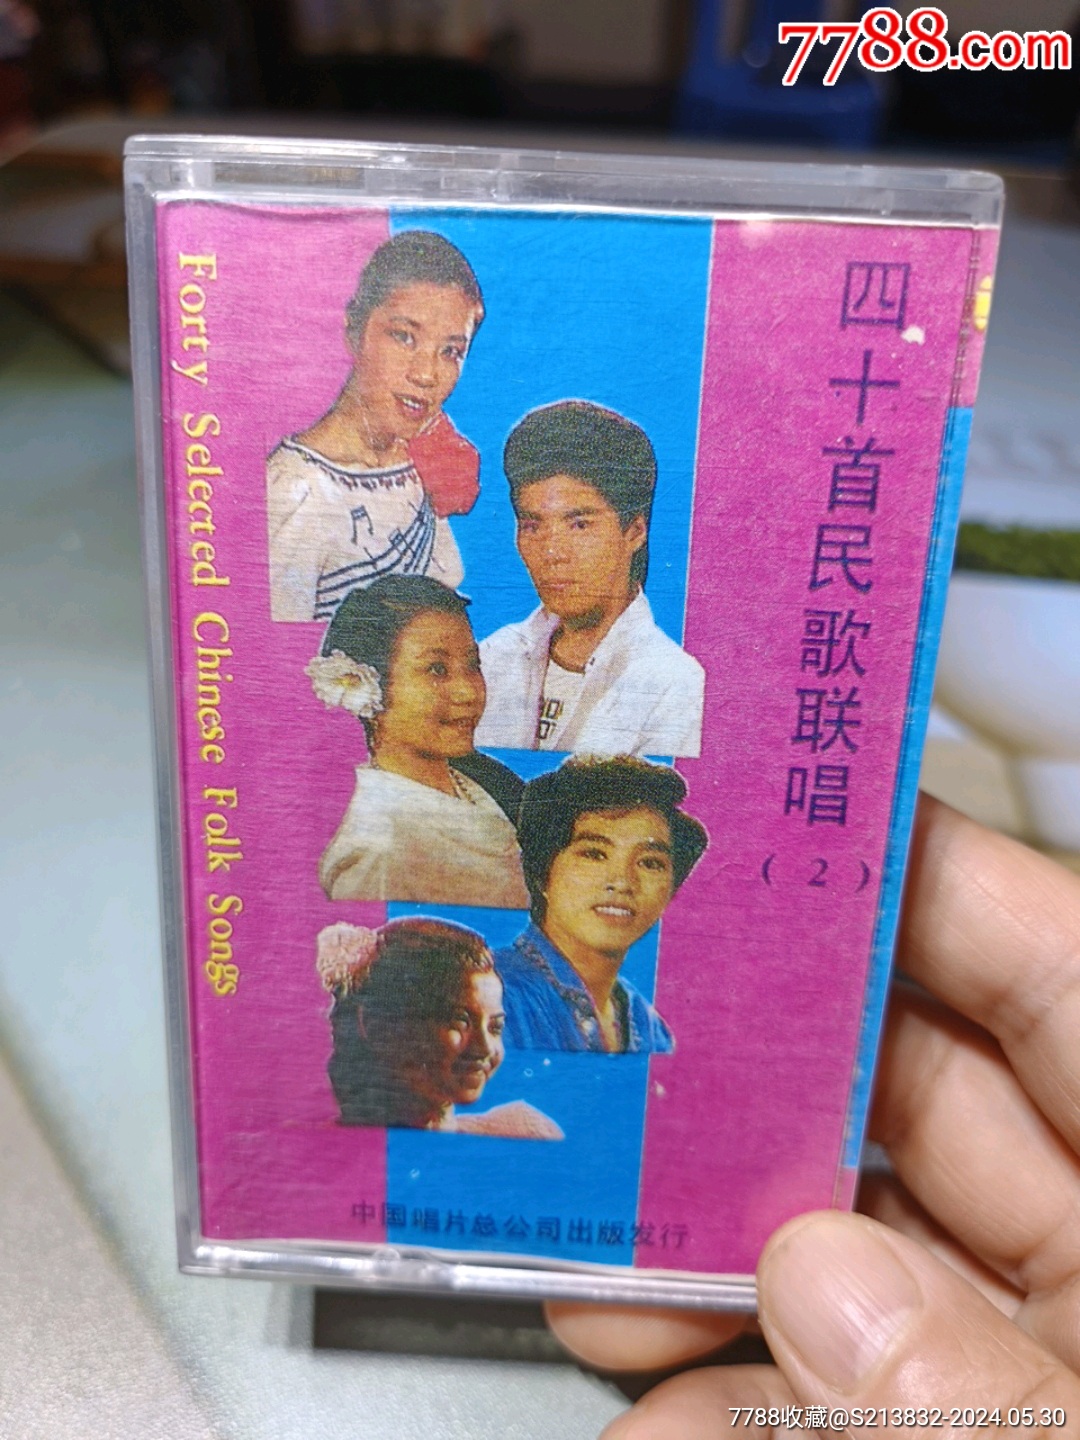 7788.com
四十首民歌联唱
( 2 )
Forty Selected Chinese Folk Songs
中国唱片总公司出版发行
7788收藏@S213832-2024.05.30